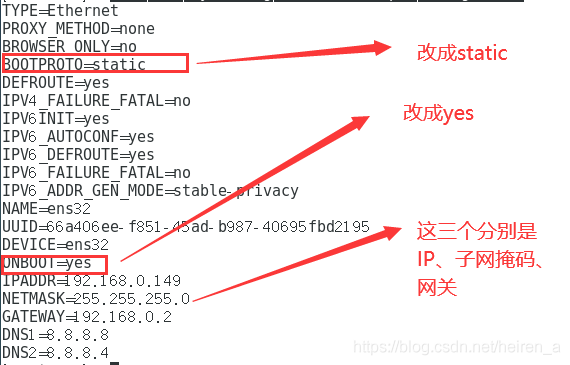 TYPE=Ethernet
PROXY_METHOD=none
BROWSER_ONLY=no
BOOTPROTO=static
DEFROUTE=yes
IPV4_FAILURE_FATAL=no
IPV6INIT=yes
IPV6_AUTOCONF=yes
IPV6_DEFROUTE=yes
IPV6_FAILURE_FATAL=no
IPV6_ADDR_GEN_MODE=stable-privacy
NAME=ens32
UUID=66a406ee-f851-45ad-b987-40695fbd2195
DEVICE=ens32
ONBOOT=yes
IPADDR=192.168.0.149
NETMASK=255.255.255.0
GATEWAY=192.168.0.2
DNS1=8.8.8.8
DNS2=8.8.8.4
改成static
改成yes
这三个分别是
IP、子网掩码、
网关
https://blog.csdn.net/heiren_a